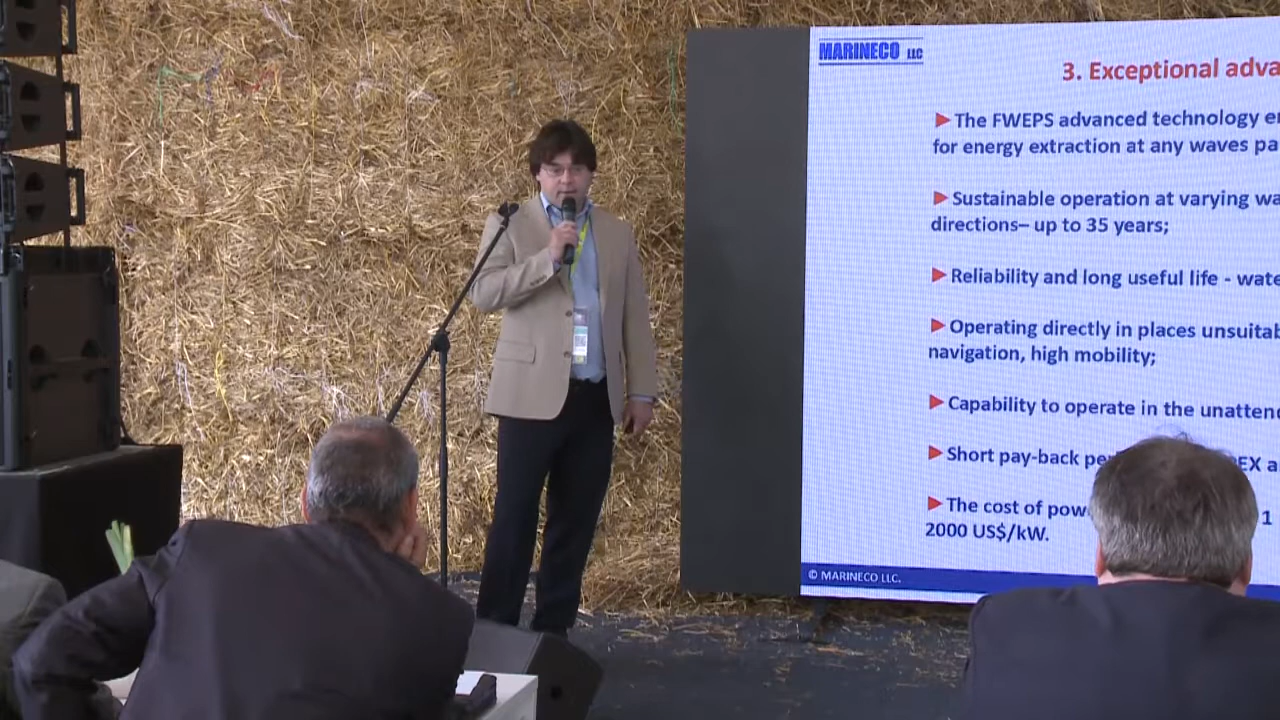 MARINECO LLC
3. Exceptional adva
►The FWEPS advanced technology en
for energy extraction at any waves pa
►Sustainable operation at varying wa
directions– up to 35 years;
►Reliability and long useful life - wate
►Operating directly in places unsuitab
navigation, high mobility;
►Capability to operate in the unattend
►Short pay-back pe EX a
►The cost of pow 1
2000 US$/kW.
© MARINECO LLC.